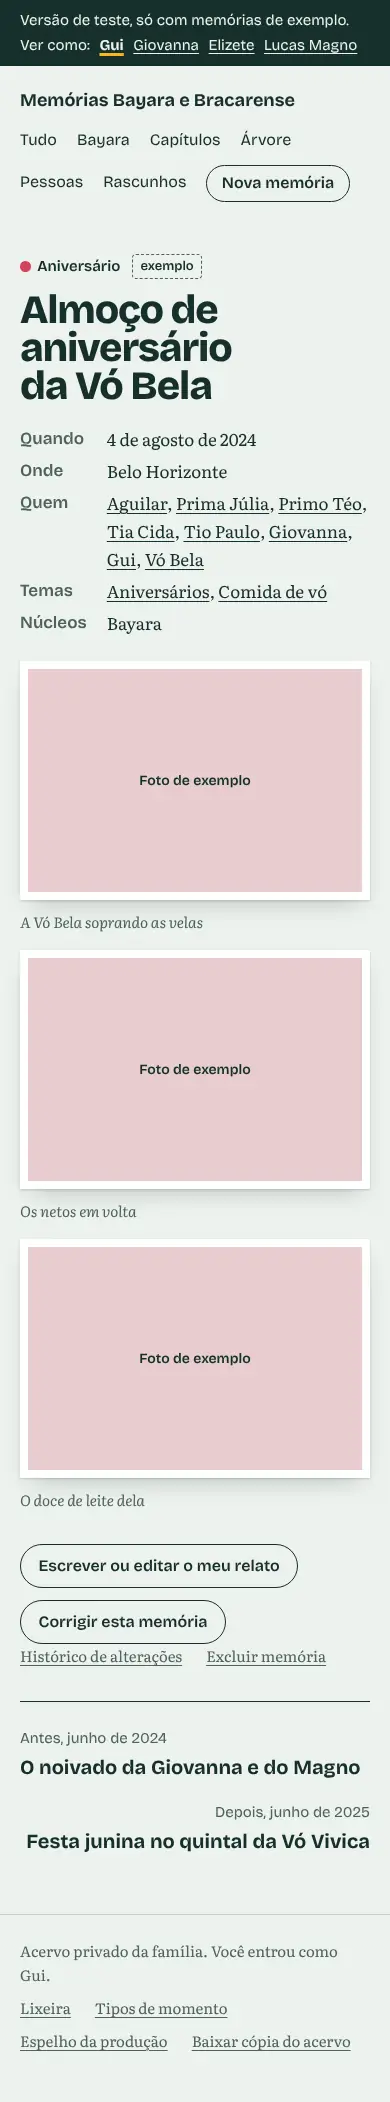 Versão de teste, só com memórias de exemplo.
Ver como: Gui Giovanna Elizete Lucas Magno
Memórias Bayara e Bracarense
Tudo Bayara Capítulos Árvore
Pessoas Rascunhos Nova memória
Aniversário exemplo
Almoço de
aniversário
da Vó Bela
Quando 4 de agosto de 2024
Onde Belo Horizonte
Quem Aguilar, Prima Júlia, Primo Téo,
Tia Cida, Tio Paulo, Giovanna,
Gui, Vó Bela
Temas Aniversários, Comida de vó
Núcleos Bayara
Foto de exemplo
A Vó Bela soprando as velas
Foto de exemplo
Os netos em volta
Foto de exemplo
O doce de leite dela
Escrever ou editar o meu relato
Corrigir esta memória
Histórico de alterações Excluir memória
Antes, junho de 2024
O noivado da Giovanna e do Magno
Depois, junho de 2025
Festa junina no quintal da Vó Vivica
Acervo privado da família. Você entrou como
Gui.
Lixeira Tipos de momento
Espelho da produção Baixar cópia do acervo